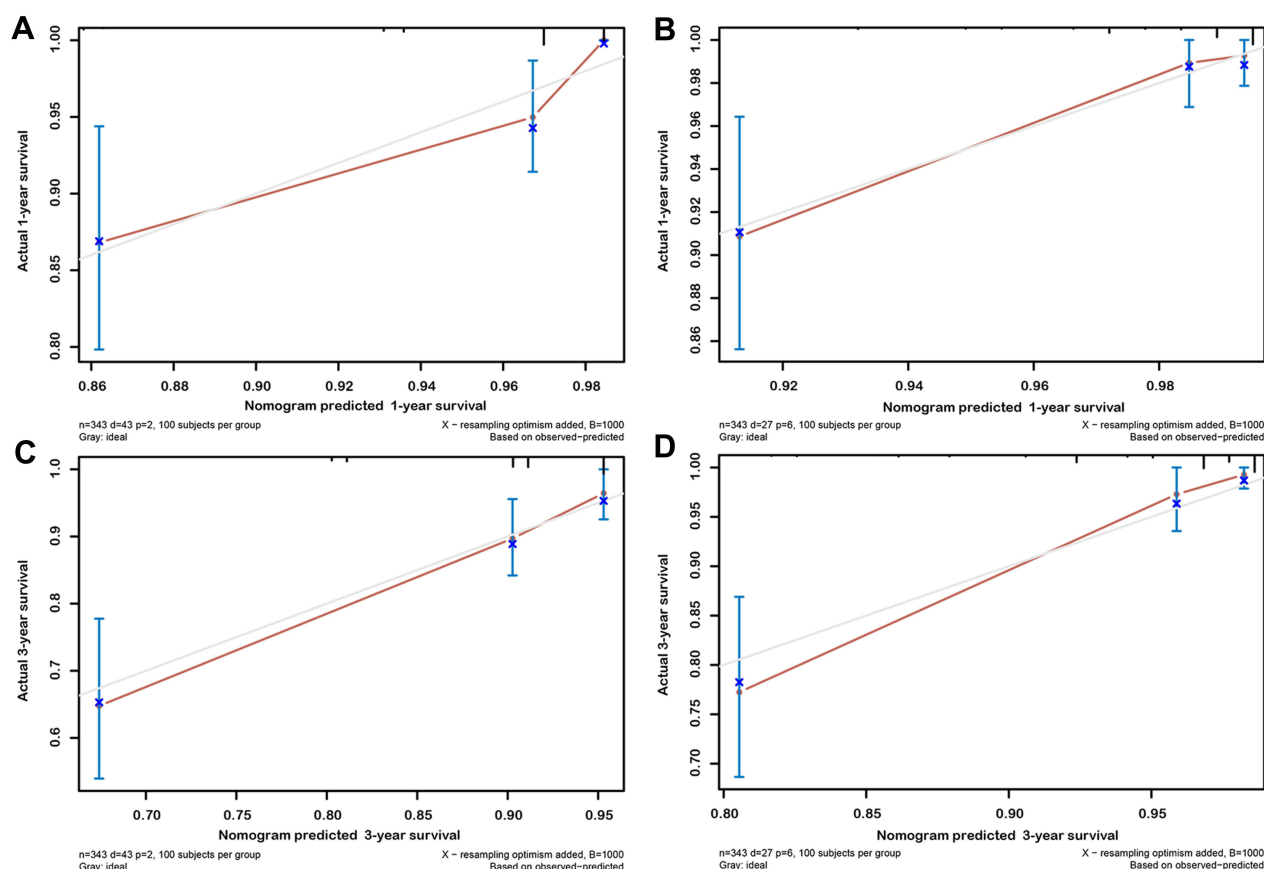 A
Actual 1-year survival
1.00
0.95
0.90
0.85
0.80
0.86 0.88 0.90 0.92 0.94 0.96 0.98
Nomogram predicted 1-year survival
n=343 d=43 p=2, 100 subjects per group X − resampling optimism added, B=1000
Gray: ideal Based on observed−predicted
B
Actual 1-year survival
1.00
0.98
0.96
0.94
0.92
0.90
0.88
0.86
0.92 0.94 0.96 0.98
Nomogram predicted 1-year survival
n=343 d=27 p=6, 100 subjects per group X − resampling optimism added, B=1000
Gray: ideal Based on observed−predicted
C
Actual 3-year survival
1.0
0.9
0.8
0.7
0.6
0.70 0.75 0.80 0.85 0.90 0.95
Nomogram predicted 3-year survival
n=343 d=43 p=2, 100 subjects per group X − resampling optimism added, B=1000
Gray: ideal Based on observed−predicted
D
Actual 3-year survival
1.00
0.95
0.90
0.85
0.80
0.75
0.70
0.80 0.85 0.90 0.95
Nomogram predicted 3-year survival
n=343 d=27 p=6, 100 subjects per group X − resampling optimism added, B=1000
Gray: ideal Based on observed−predicted